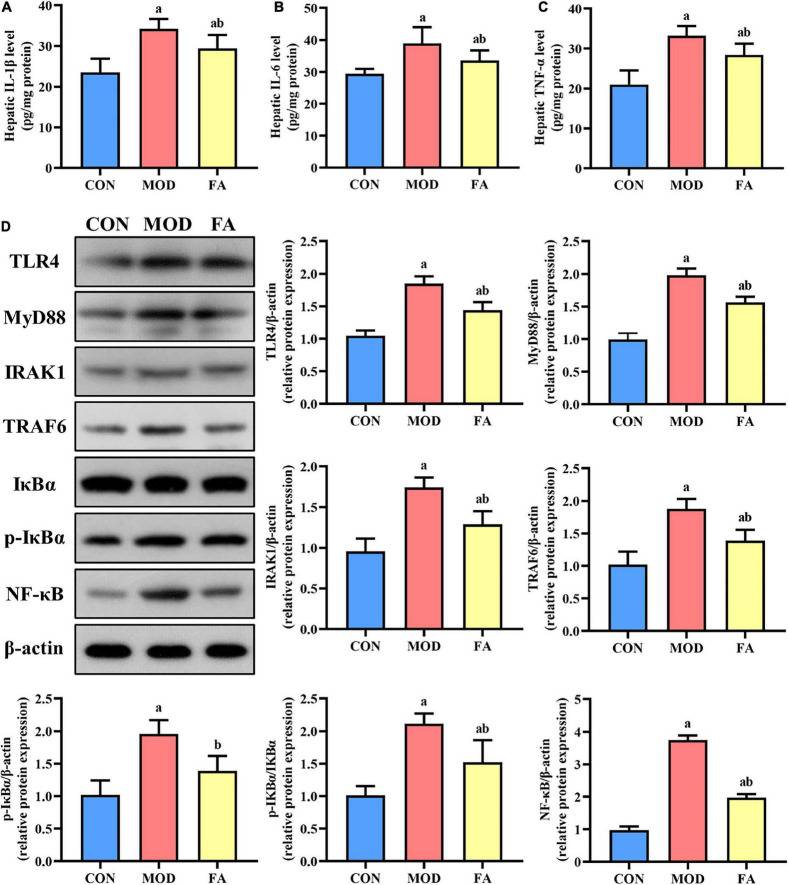 A
Hepatic IL-1β level
(pg/mg protein)
40
30
20
10
0
a
ab
CON MOD FA
B
Hepatic IL-6 level
(pg/mg protein)
50
40
30
20
10
0
a
ab
CON MOD FA
C
Hepatic TNF-α level
(pg/mg protein)
40
30
20
10
0
a
ab
CON MOD FA
D
CON MOD FA
TLR4
MyD88
IRAK1
TRAF6
IκBα
p-IκBα
NF-κB
β-actin
TLR4/β-actin
(relative protein expression)
2.5
2.0
1.5
1.0
0.5
0.0
a
ab
CON MOD FA
MyD88/β-actin
(relative protein expression)
2.5
2.0
1.5
1.0
0.5
0.0
a
ab
CON MOD FA
IRAK1/β-actin
(relative protein expression)
2.0
1.5
1.0
0.5
0.0
a
ab
CON MOD FA
TRAF6/β-actin
(relative protein expression)
2.5
2.0
1.5
1.0
0.5
0.0
a
ab
CON MOD FA
p-IκBα/β-actin
(relative protein expression)
2.5
2.0
1.5
1.0
0.5
0.0
a
b
CON MOD FA
p-IKBα/IKBα
(relative protein expression)
2.5
2.0
1.5
1.0
0.5
0.0
a
ab
CON MOD FA
NF-κB/β-actin
(relative protein expression)
5
4
3
2
1
0
a
ab
CON MOD FA